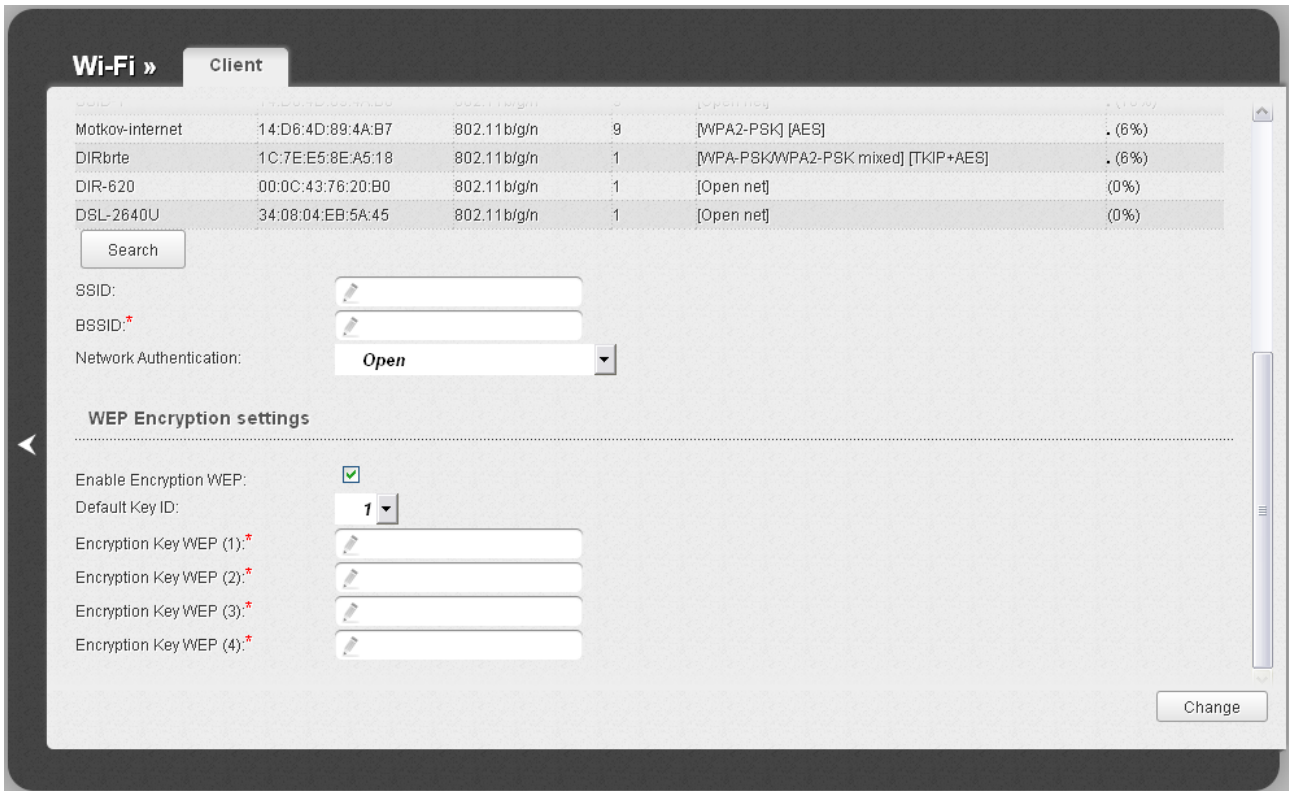 Wi-Fi » Client
Motkov-internet 14:D6:4D:89:4A:B7 802.11b/g/n 9 [WPA2-PSK] [AES] . (6%)
DIRbrte 1C:7E:E5:8E:A5:18 802.11b/g/n 1 [WPA-PSK/WPA2-PSK mixed] [TKIP+AES] . (6%)
DIR-620 00:0C:43:76:20:B0 802.11b/g/n 1 [Open net] (0%)
DSL-2640U 34:08:04:EB:5A:45 802.11b/g/n 1 [Open net] (0%)
Search
SSID:
BSSID:*
Network Authentication: Open
WEP Encryption settings
Enable Encryption WEP:
Default Key ID: 1
Encryption Key WEP (1):*
Encryption Key WEP (2):*
Encryption Key WEP (3):*
Encryption Key WEP (4):*
Change